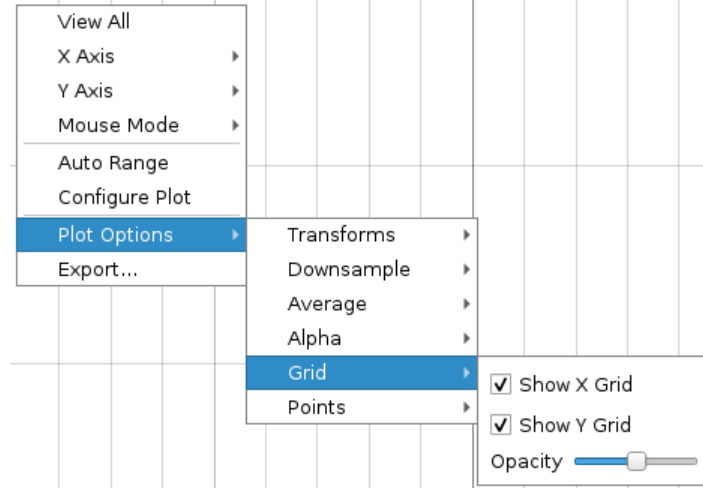 View All
X Axis
Y Axis
Mouse Mode
Auto Range
Configure Plot
Plot Options
Export...
Transforms
Downsample
Average
Alpha
Grid
Points
Show X Grid
Show Y Grid
Opacity